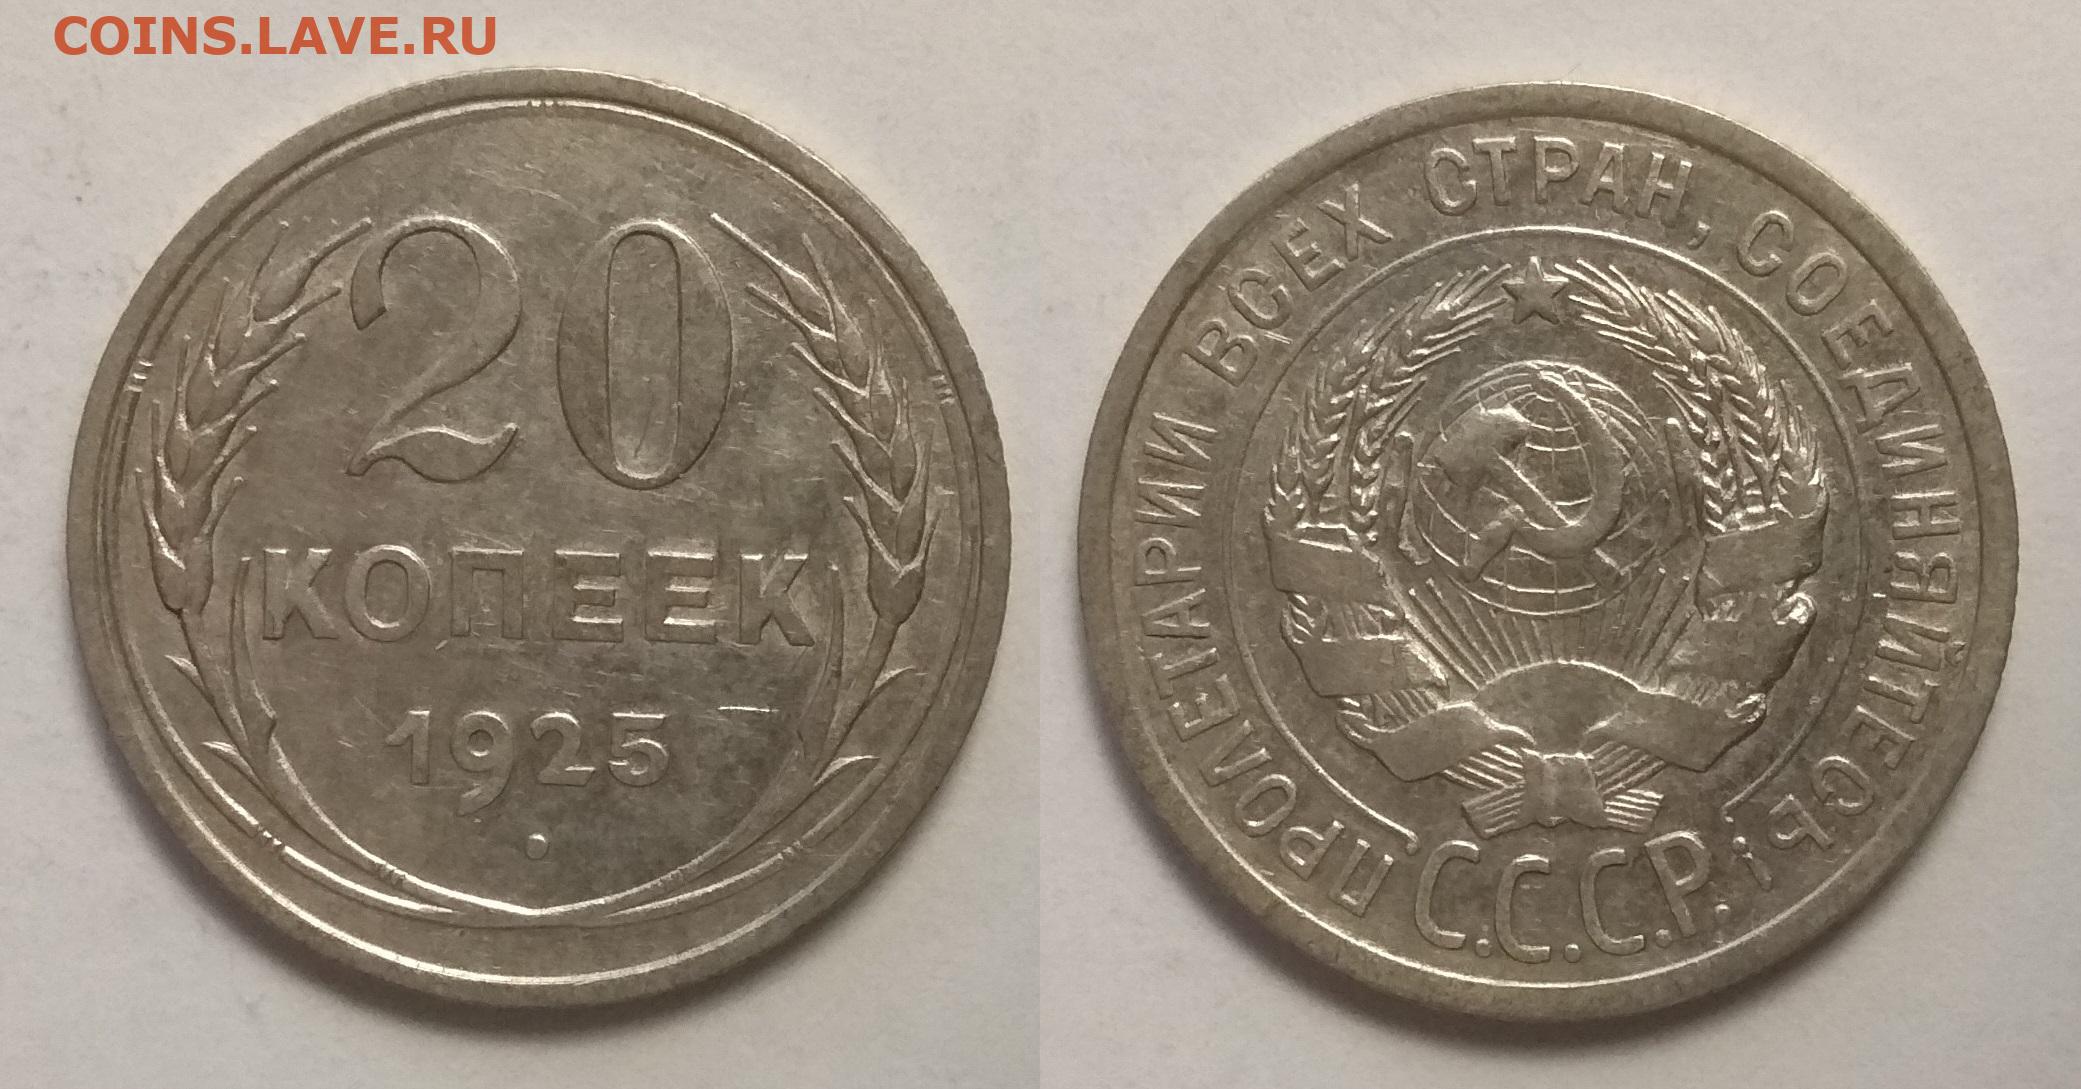 COINS.LAVE.RU
20
КОПЕЕК
1925
ПРОЛЕТАРИИ ВСЕХ СТРАН, СОЕДИНЯЙТЕСЬ!
С.С.С.Р.